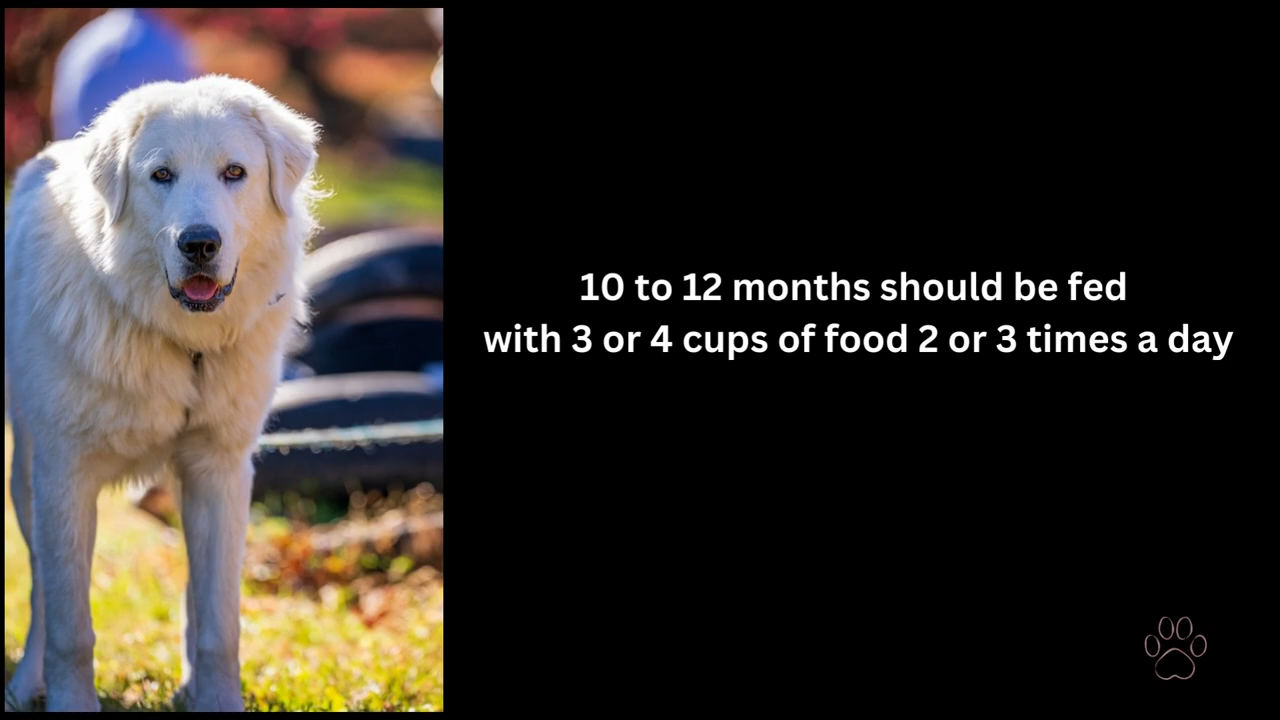 10 to 12 months should be fed
with 3 or 4 cups of food 2 or 3 times a day